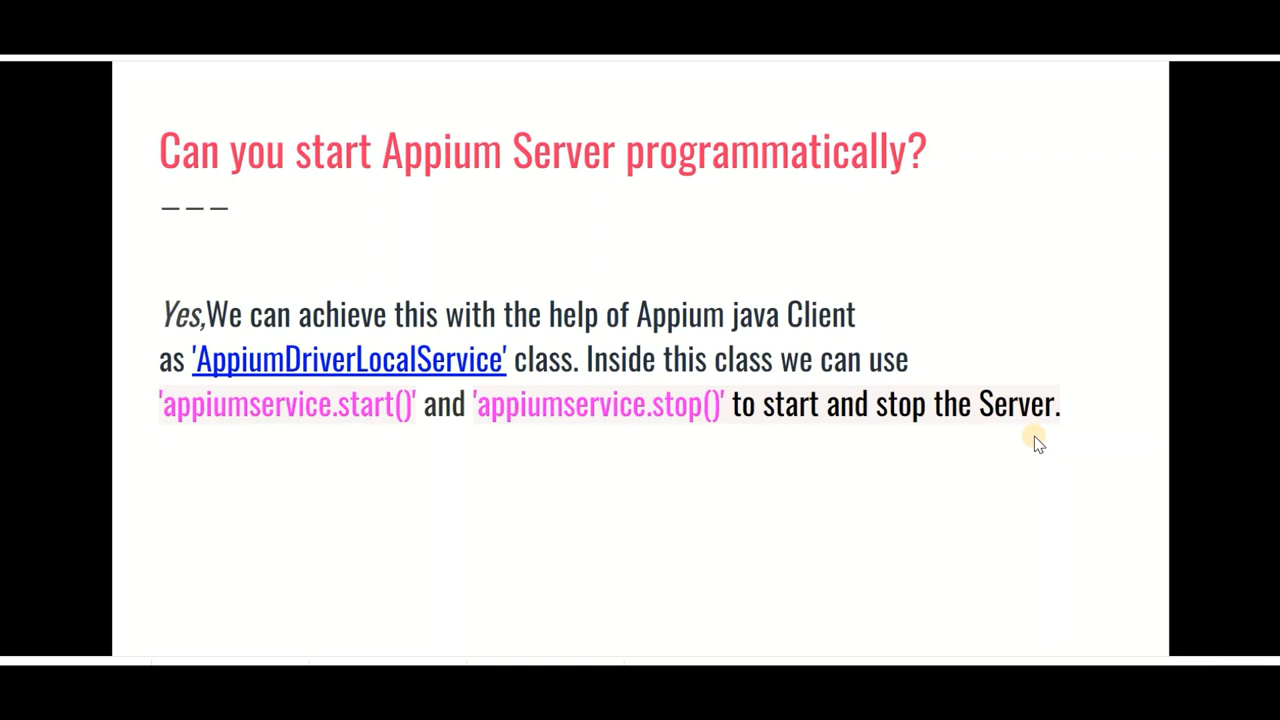 Can you start Appium Server programmatically?
Yes,We can achieve this with the help of Appium java Client
as 'AppiumDriverLocalService' class. Inside this class we can use
'appiumservice.start()' and 'appiumservice.stop()' to start and stop the Server.